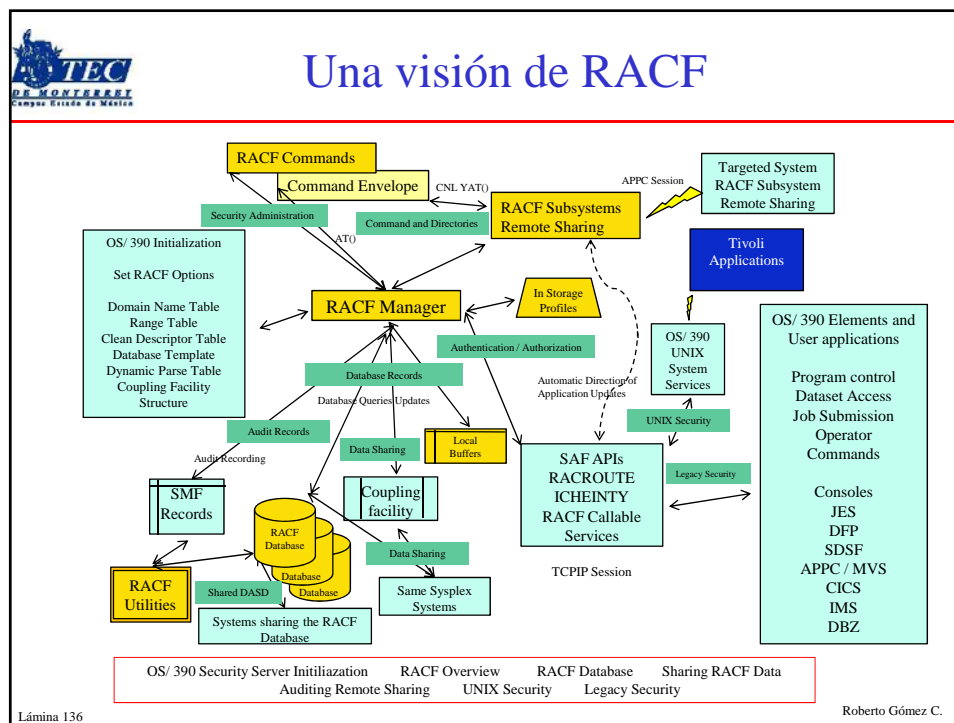 TEC
DE MONTERREY
Campus Estado de México
Una visión de RACF
RACF Commands
Command Envelope
CNL YAT()
APPC Session
Targeted System
RACF Subsystem
Remote Sharing
Security Administration
Command and Directories
RACF Subsystems
Remote Sharing
AT()
Tivoli
Applications
OS/ 390 Initialization
Set RACF Options
Domain Name Table
Range Table
Clean Descriptor Table
Database Template
Dynamic Parse Table
Coupling Facility
Structure
RACF Manager
In Storage
Profiles
Authentication / Authorization
OS/ 390
UNIX
System
Services
OS/ 390 Elements and
User applications
Program control
Dataset Access
Job Submission
Operator
Commands
Consoles
JES
DFP
SDSF
APPC / MVS
CICS
IMS
DBZ
Database Records
Database Queries Updates
Automatic Direction of
Application Updates
UNIX Security
Audit Records
Audit Recording
Data Sharing
Local
Buffers
SAF APIs
RACROUTE
ICHEINTY
RACF Callable
Services
Legacy Security
SMF
Records
Coupling
facility
RACF
Database
Database
Database
Data Sharing
TCPIP Session
RACF
Utilities
Shared DASD
Same Sysplex
Systems
Systems sharing the RACF
Database
OS/ 390 Security Server Initiliazation RACF Overview RACF Database Sharing RACF Data
Auditing Remote Sharing UNIX Security Legacy Security
Lámina 136
Roberto Gómez C.